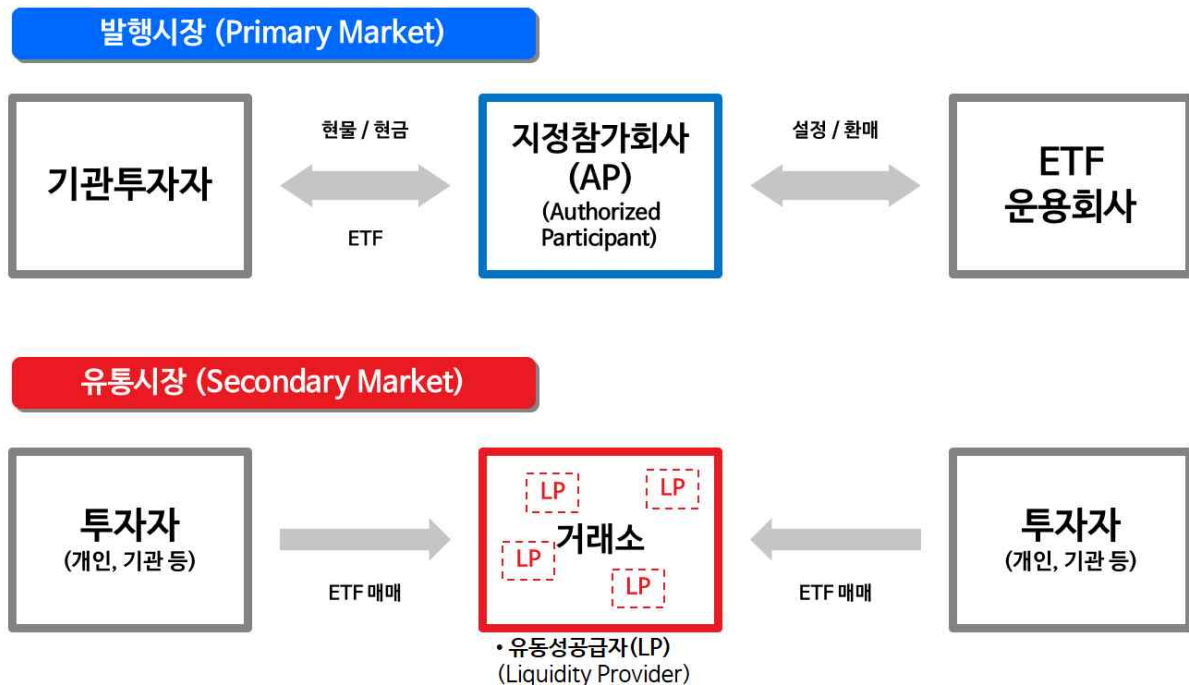 발행시장 (Primary Market)
기관투자자
현물 / 현금
ETF
지정참가회사
(AP)
(Authorized
Participant)
설정 / 환매
ETF
운용회사
유통시장 (Secondary Market)
투자자
(개인, 기관 등)
ETF 매매
LP
LP
거래소
LP
LP
ETF 매매
투자자
(개인, 기관 등)
• 유동성공급자(LP)
(Liquidity Provider)